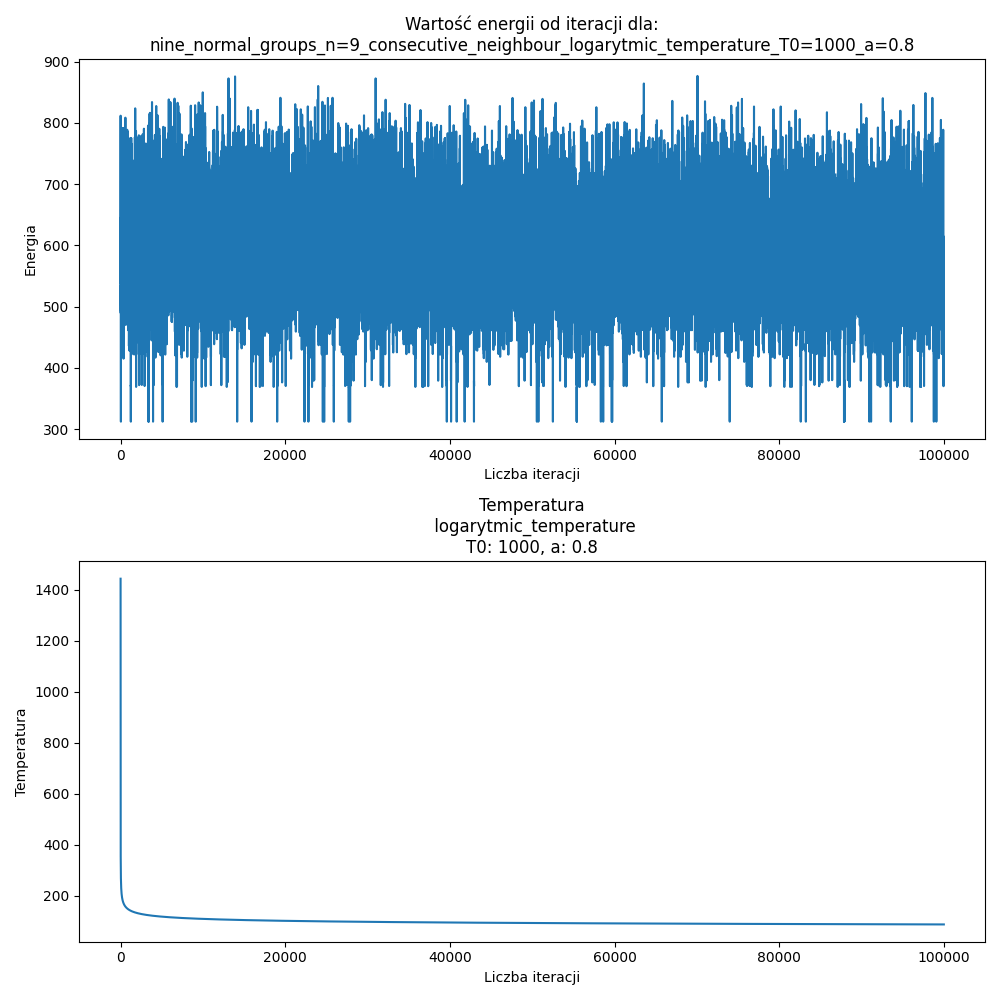 Wartość energii od iteracji dla:
nine_normal_groups_n=9_consecutive_neighbour_logarytmic_temperature_T0=1000_a=0.8
900
800
700
600
500
400
300
Energia
0
20000
40000
60000
80000
100000
Liczba iteracji
Temperatura
logarytmic_temperature
T0: 1000, a: 0.8
1400
1200
1000
800
600
400
200
Temperatura
0
20000
40000
60000
80000
100000
Liczba iteracji